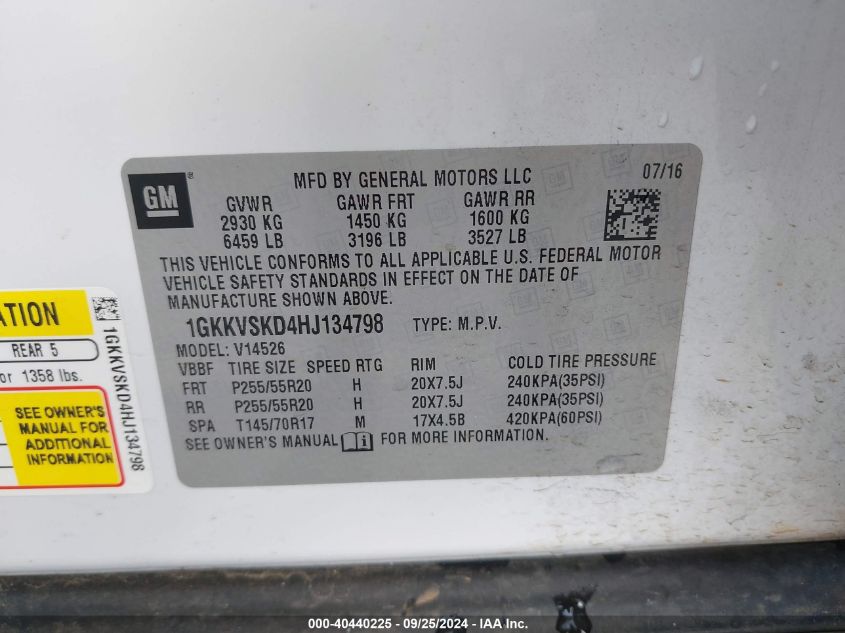 GM ®
MFD BY GENERAL MOTORS LLC
07/16
GVWR GAWR FRT GAWR RR
2930 KG 1450 KG 1600 KG
6459 LB 3196 LB 3527 LB
THIS VEHICLE CONFORMS TO ALL APPLICABLE U.S. FEDERAL MOTOR
VEHICLE SAFETY STANDARDS IN EFFECT ON THE DATE OF
MANUFACTURE SHOWN ABOVE.
1GKKVSKD4HJ134798 TYPE: M.P.V.
MODEL: V14526
VBBF TIRE SIZE SPEED RTG RIM COLD TIRE PRESSURE
FRT P255/55R20 H 20X7.5J 240KPA(35PSI)
RR P255/55R20 H 20X7.5J 240KPA(35PSI)
SPA T145/70R17 M 17X4.5B 420KPA(60PSI)
SEE OWNER'S MANUAL FOR MORE INFORMATION.
ATION
REAR 5
or 1358 lbs.
SEE OWNER'S
MANUAL FOR
ADDITIONAL
INFORMATION
1GKKVSKD4HJ134798
000-40440225 - 09/25/2024 - IAA Inc.